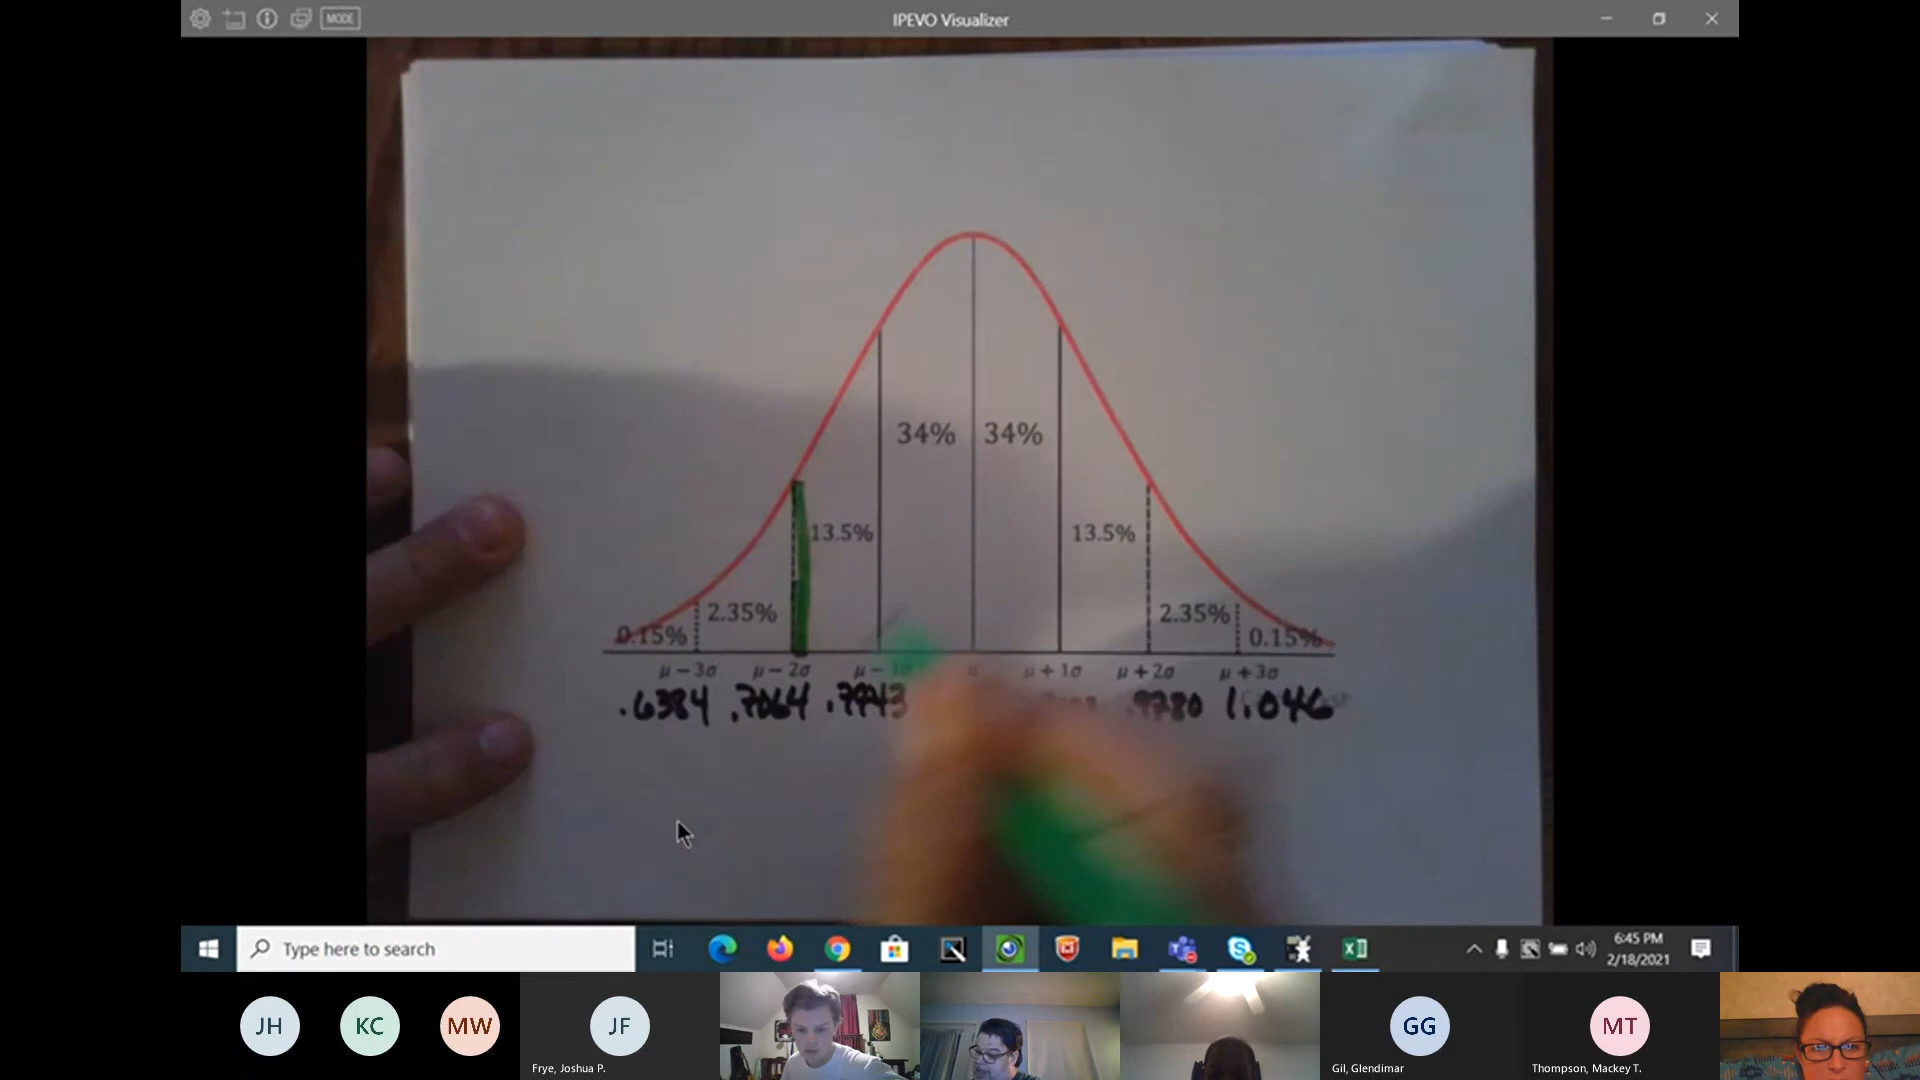 MODE
IPEVO Visualizer
34% 34%
13.5% 13.5%
2.35% 2.35%
0.15% 0.15%
μ − 3σ μ − 2σ μ − 1σ μ μ + 1σ μ + 2σ μ + 3σ
.6384 .7064 .7743 .9780 1.046
Type here to search
6:45 PM
2/18/2021
JH KC MW JF GG MT
Frye, Joshua P. Gil, Glendimar Thompson, Mackey T.